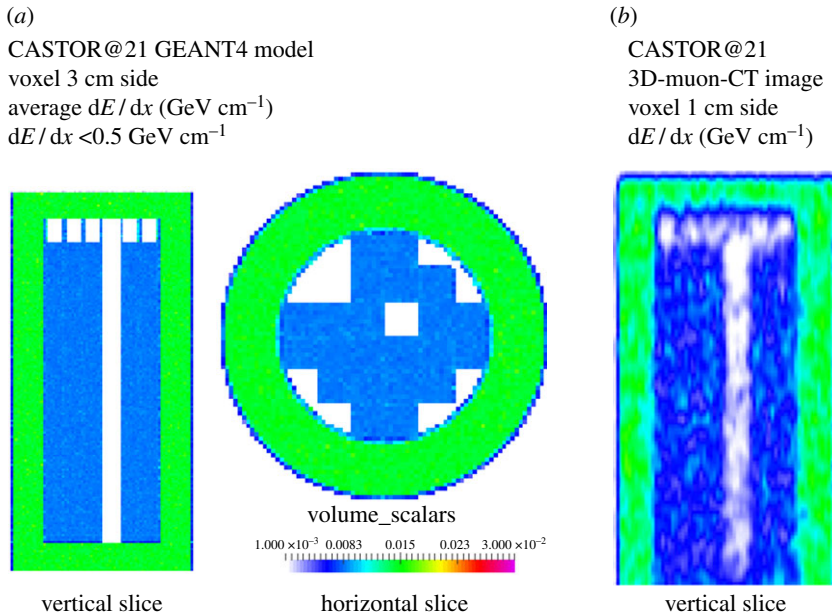 (a)
CASTOR@21 GEANT4 model
voxel 3 cm side
average dE / dx (GeV cm⁻¹)
dE / dx <0.5 GeV cm⁻¹
(b)
CASTOR@21
3D-muon-CT image
voxel 1 cm side
dE / dx (GeV cm⁻¹)
volume_scalars
1.000 ×10⁻³ 0.0083 0.015 0.023 3.000 ×10⁻²
vertical slice
horizontal slice
vertical slice